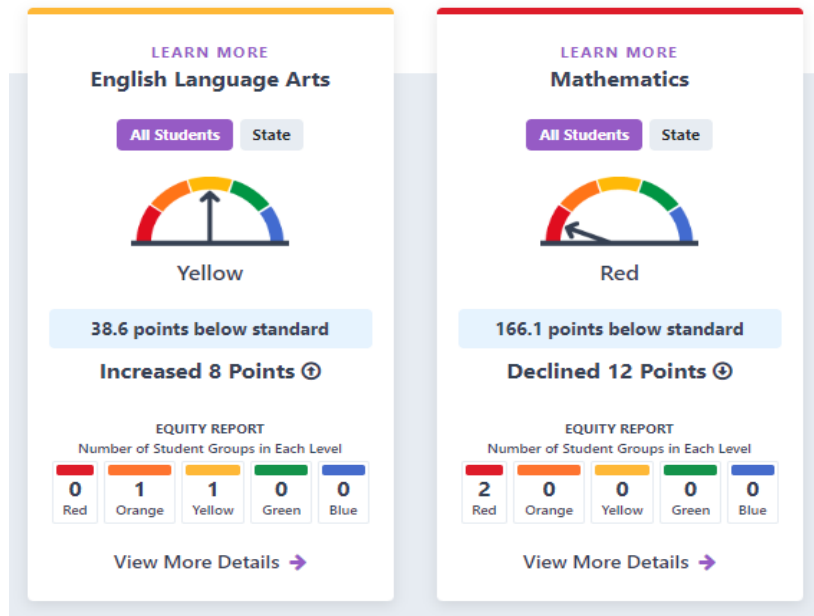 LEARN MORE
English Language Arts
All Students State
Yellow
38.6 points below standard
Increased 8 Points
EQUITY REPORT
Number of Student Groups in Each Level
0 1 1 0 0
Red Orange Yellow Green Blue
View More Details
LEARN MORE
Mathematics
All Students State
Red
166.1 points below standard
Declined 12 Points
EQUITY REPORT
Number of Student Groups in Each Level
2 0 0 0 0
Red Orange Yellow Green Blue
View More Details